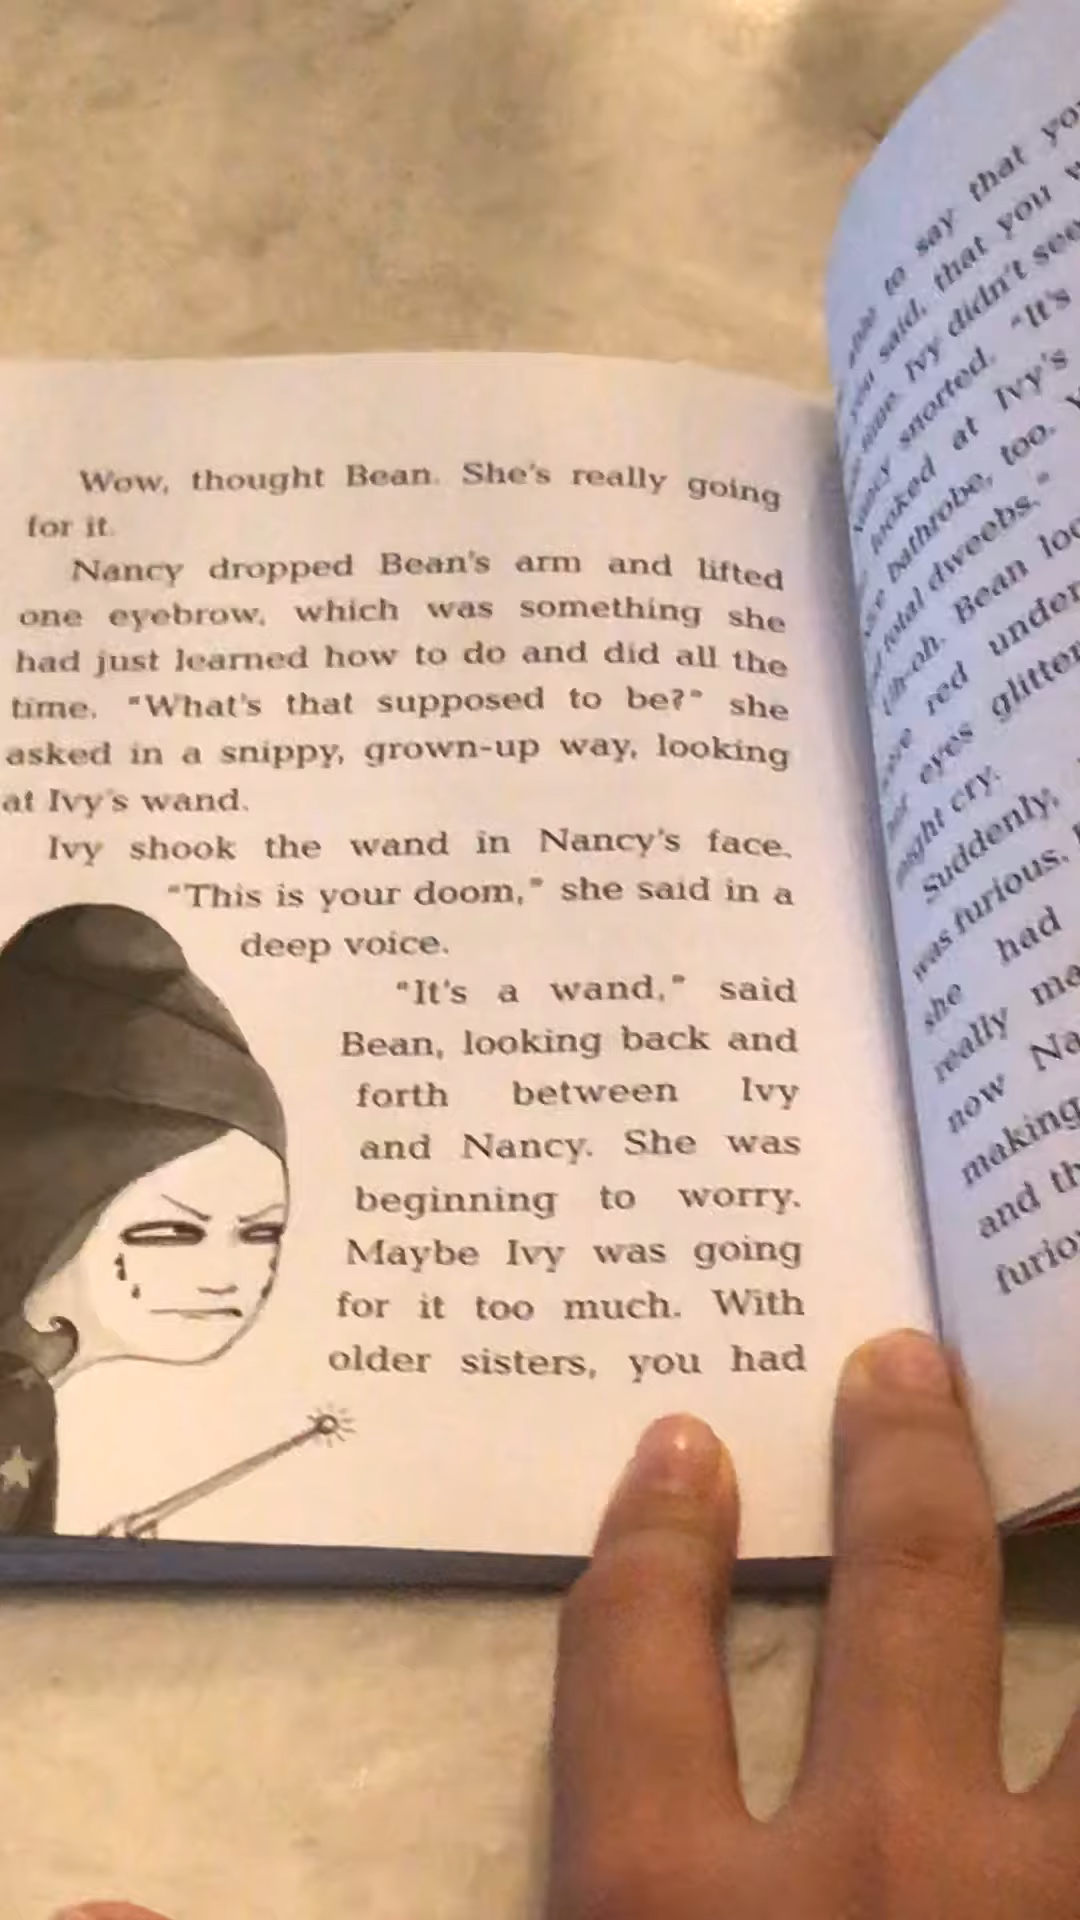 Wow, thought Bean. She's really going
for it.
Nancy dropped Bean's arm and lifted
one eyebrow, which was something she
had just learned how to do and did all the
time. "What's that supposed to be?" she
asked in a snippy, grown-up way, looking
at Ivy's wand.
Ivy shook the wand in Nancy's face.
"This is your doom," she said in a
deep voice.
"It's a wand," said
Bean, looking back and
forth between Ivy
and Nancy. She was
beginning to worry.
Maybe Ivy was going
for it too much. With
older sisters, you had
to say that
you said, that you
Ivy didn't see
snorted. "It's
looked at Ivy's
bathrobe, too.
total dweebs."
Uh-oh. Bean
red under
eyes
might cry.
Suddenly,
was furious.
she had
really
now
making
and